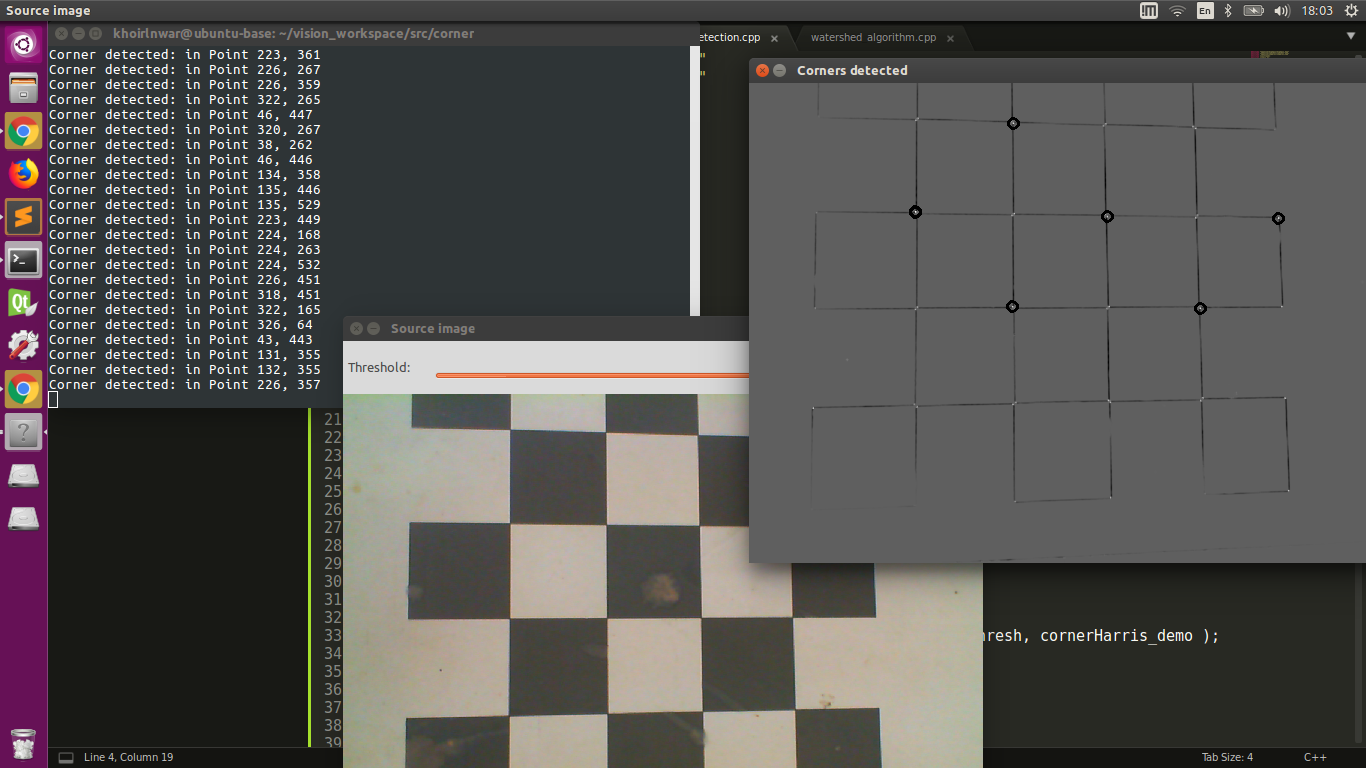 Source image
En
18:03
khoirlnwar@ubuntu-base: ~/vision_workspace/src/corner
Corner detected: in Point 223, 361
Corner detected: in Point 226, 267
Corner detected: in Point 226, 359
Corner detected: in Point 322, 265
Corner detected: in Point 46, 447
Corner detected: in Point 320, 267
Corner detected: in Point 38, 262
Corner detected: in Point 46, 446
Corner detected: in Point 134, 358
Corner detected: in Point 135, 446
Corner detected: in Point 135, 529
Corner detected: in Point 223, 449
Corner detected: in Point 224, 168
Corner detected: in Point 224, 263
Corner detected: in Point 224, 532
Corner detected: in Point 226, 451
Corner detected: in Point 318, 451
Corner detected: in Point 322, 165
Corner detected: in Point 326, 64
Corner detected: in Point 43, 443
Corner detected: in Point 131, 355
Corner detected: in Point 132, 355
Corner detected: in Point 226, 357
etection.cpp
watershed algorithm.cpp
"
"
Corners detected
Source image
Threshold:
21
22
23
24
25
26
27
28
29
30
31
32
33
34
35
36
37
38
39
hresh, cornerHarris_demo );
Line 4, Column 19
Tab Size: 4
C++